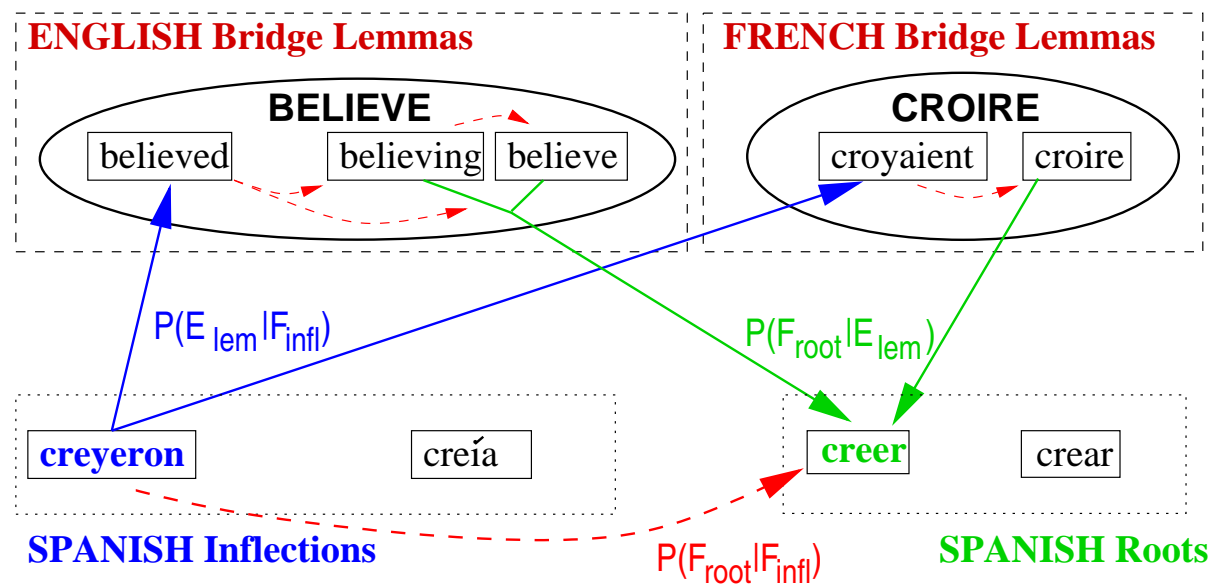 ENGLISH Bridge Lemmas FRENCH Bridge Lemmas
BELIEVE CROIRE
believed believing believe croyaient croire
P(E lem |F infl) P(F root |E lem )
creyeron creía creer crear
SPANISH Inflections P(F root |F infl) SPANISH Roots